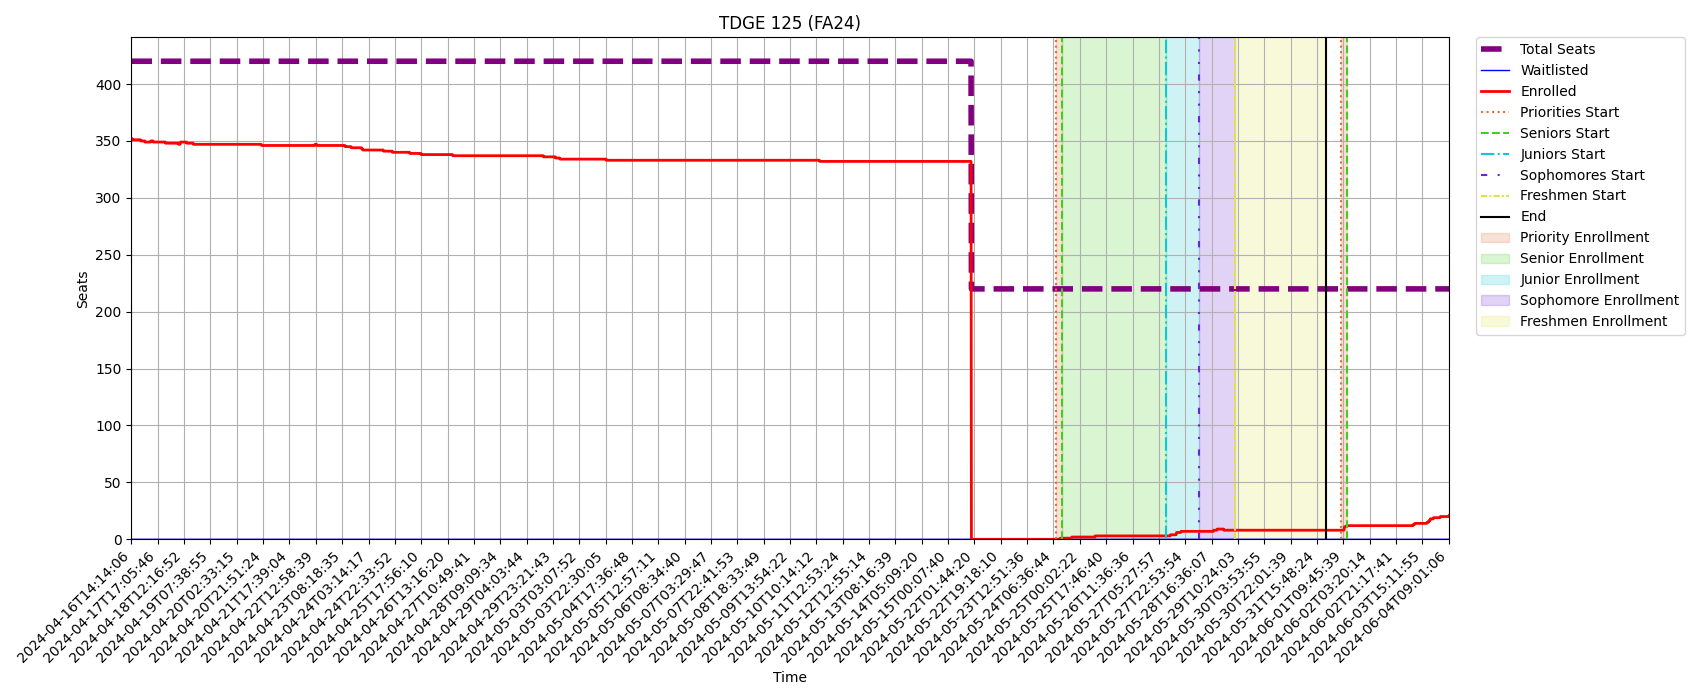 TDGE 125 (FA24)
Total Seats
Waitlisted
Enrolled
Priorities Start
Seniors Start
Juniors Start
Sophomores Start
Freshmen Start
End
Priority Enrollment
Senior Enrollment
Junior Enrollment
Sophomore Enrollment
Freshmen Enrollment
Seats
400
350
300
250
200
150
100
50
0
2024-04-16T14:14:06
2024-04-17T17:05:46
2024-04-18T12:16:52
2024-04-19T07:38:55
2024-04-20T02:33:15
2024-04-20T21:51:24
2024-04-21T17:39:04
2024-04-22T12:58:39
2024-04-23T08:18:35
2024-04-24T03:14:17
2024-04-24T22:33:52
2024-04-25T17:56:10
2024-04-26T13:16:20
2024-04-27T10:49:41
2024-04-28T09:09:34
2024-04-29T04:03:44
2024-04-29T23:21:43
2024-05-03T03:07:52
2024-05-03T22:30:05
2024-05-04T17:36:48
2024-05-05T12:57:11
2024-05-06T08:34:40
2024-05-07T03:29:47
2024-05-07T22:41:53
2024-05-08T18:33:49
2024-05-09T13:54:22
2024-05-10T10:14:12
2024-05-11T12:53:24
2024-05-12T12:55:14
2024-05-13T08:16:39
2024-05-14T05:09:20
2024-05-15T00:07:40
2024-05-22T01:44:20
2024-05-22T19:18:10
2024-05-23T12:51:36
2024-05-24T06:36:44
2024-05-25T00:02:22
2024-05-25T17:46:40
2024-05-26T11:36:36
2024-05-27T05:27:57
2024-05-27T22:53:54
2024-05-28T16:36:07
2024-05-29T10:24:03
2024-05-30T03:53:55
2024-05-30T22:01:39
2024-05-31T15:48:24
2024-06-01T09:45:39
2024-06-02T03:20:14
2024-06-02T21:17:41
2024-06-03T15:11:55
2024-06-04T09:01:06
Time